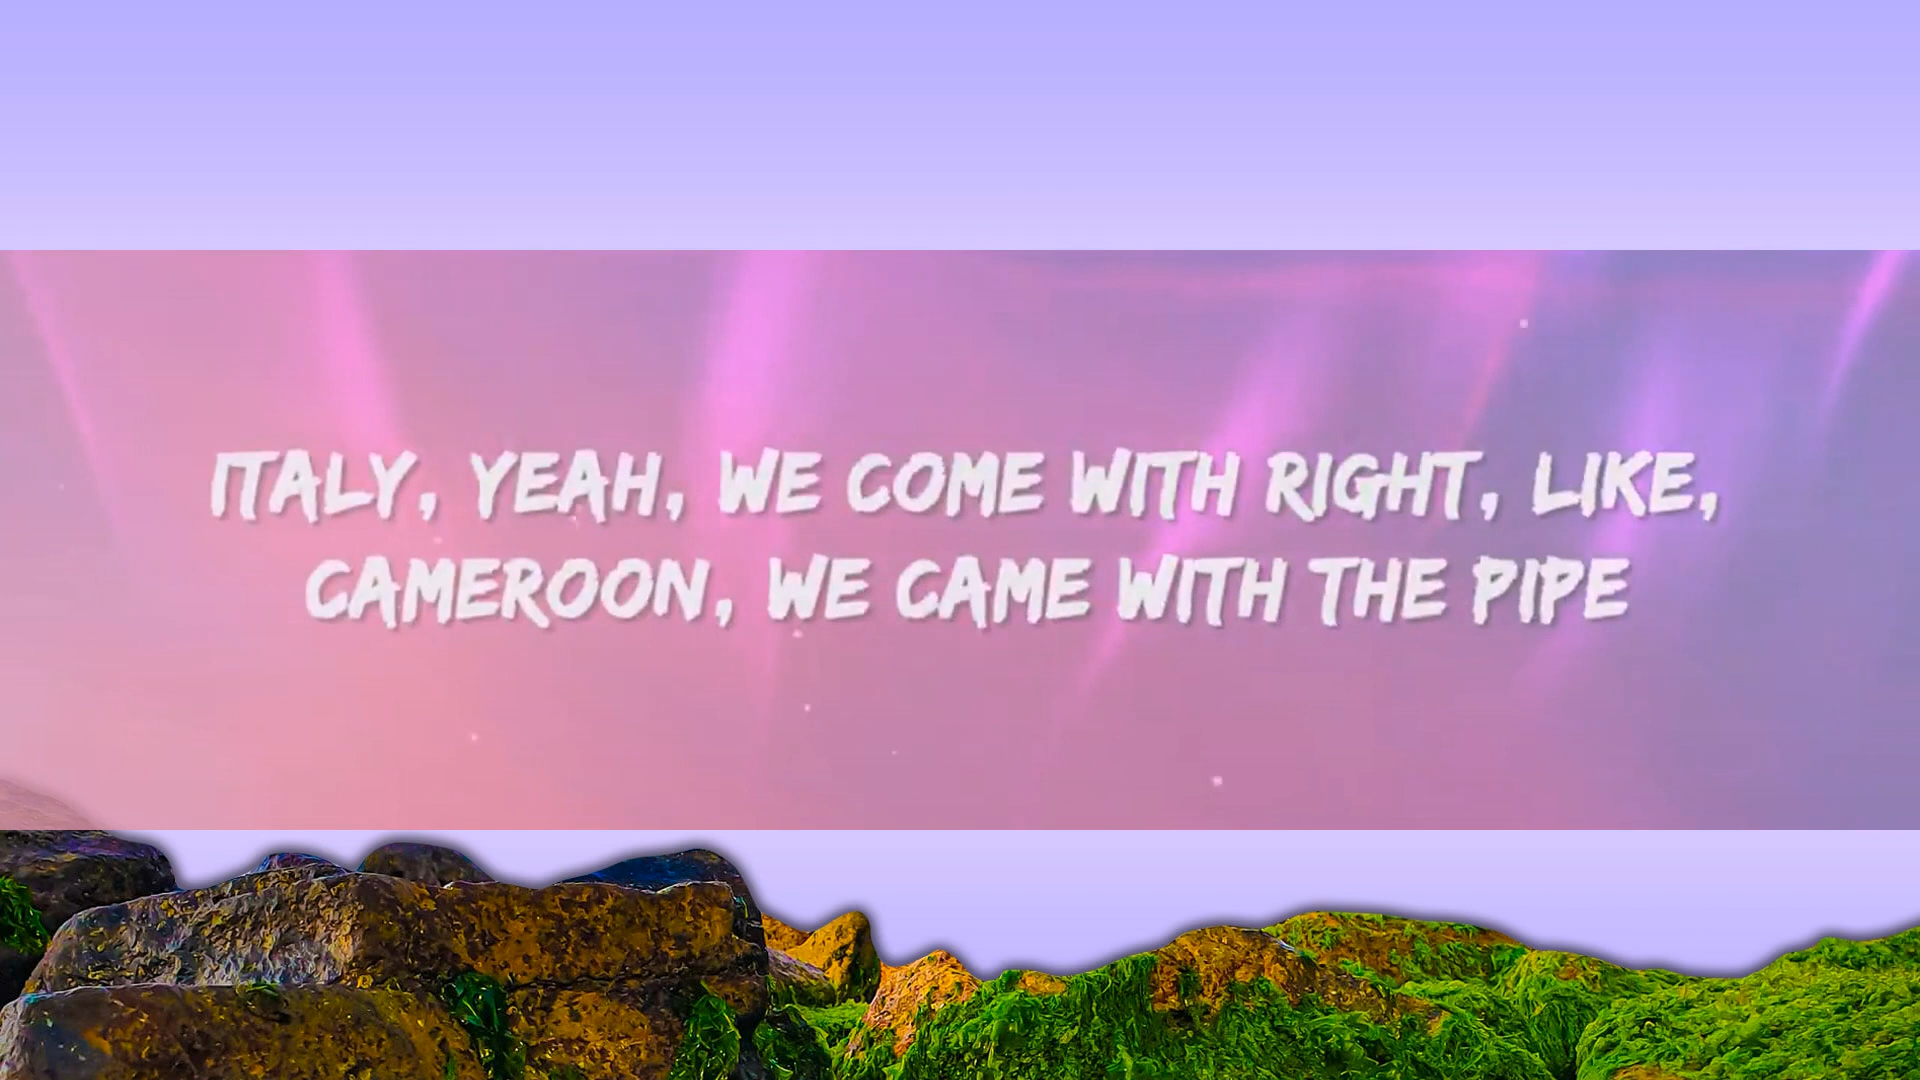 ITALY, YEAH, WE COME WITH RIGHT, LIKE,
CAMEROON, WE CAME WITH THE PIPE